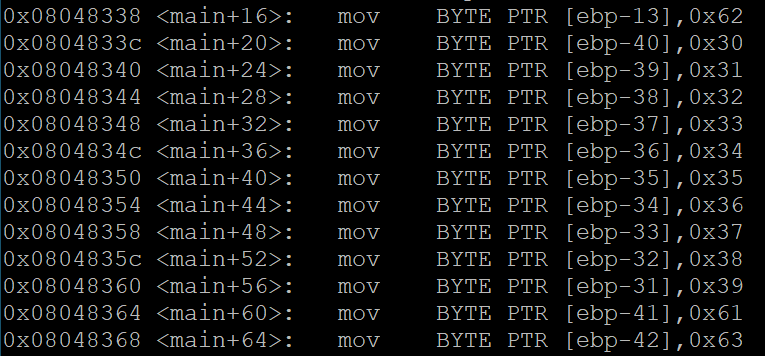 0x08048338 <main+16>:   mov    BYTE PTR [ebp-13],0x62
0x0804833c <main+20>:   mov    BYTE PTR [ebp-40],0x30
0x08048340 <main+24>:   mov    BYTE PTR [ebp-39],0x31
0x08048344 <main+28>:   mov    BYTE PTR [ebp-38],0x32
0x08048348 <main+32>:   mov    BYTE PTR [ebp-37],0x33
0x0804834c <main+36>:   mov    BYTE PTR [ebp-36],0x34
0x08048350 <main+40>:   mov    BYTE PTR [ebp-35],0x35
0x08048354 <main+44>:   mov    BYTE PTR [ebp-34],0x36
0x08048358 <main+48>:   mov    BYTE PTR [ebp-33],0x37
0x0804835c <main+52>:   mov    BYTE PTR [ebp-32],0x38
0x08048360 <main+56>:   mov    BYTE PTR [ebp-31],0x39
0x08048364 <main+60>:   mov    BYTE PTR [ebp-41],0x61
0x08048368 <main+64>:   mov    BYTE PTR [ebp-42],0x63